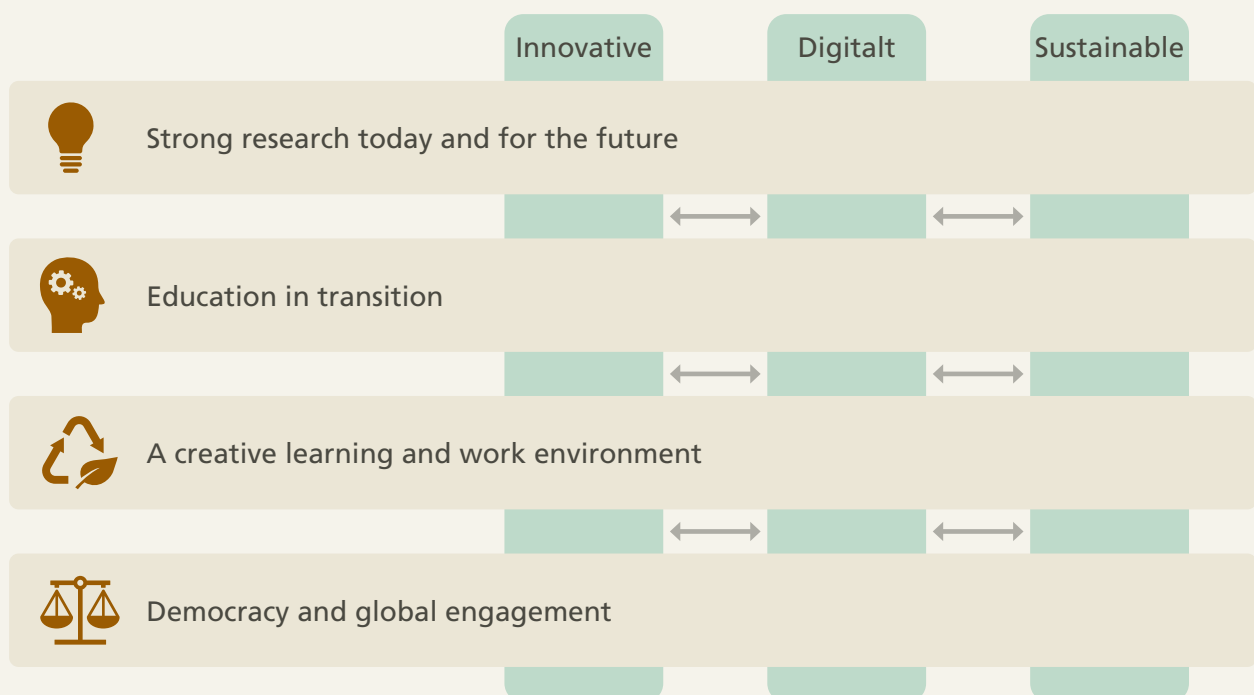 Innovative
Digitalt
Sustainable
Strong research today and for the future
Education in transition
A creative learning and work environment
Democracy and global engagement